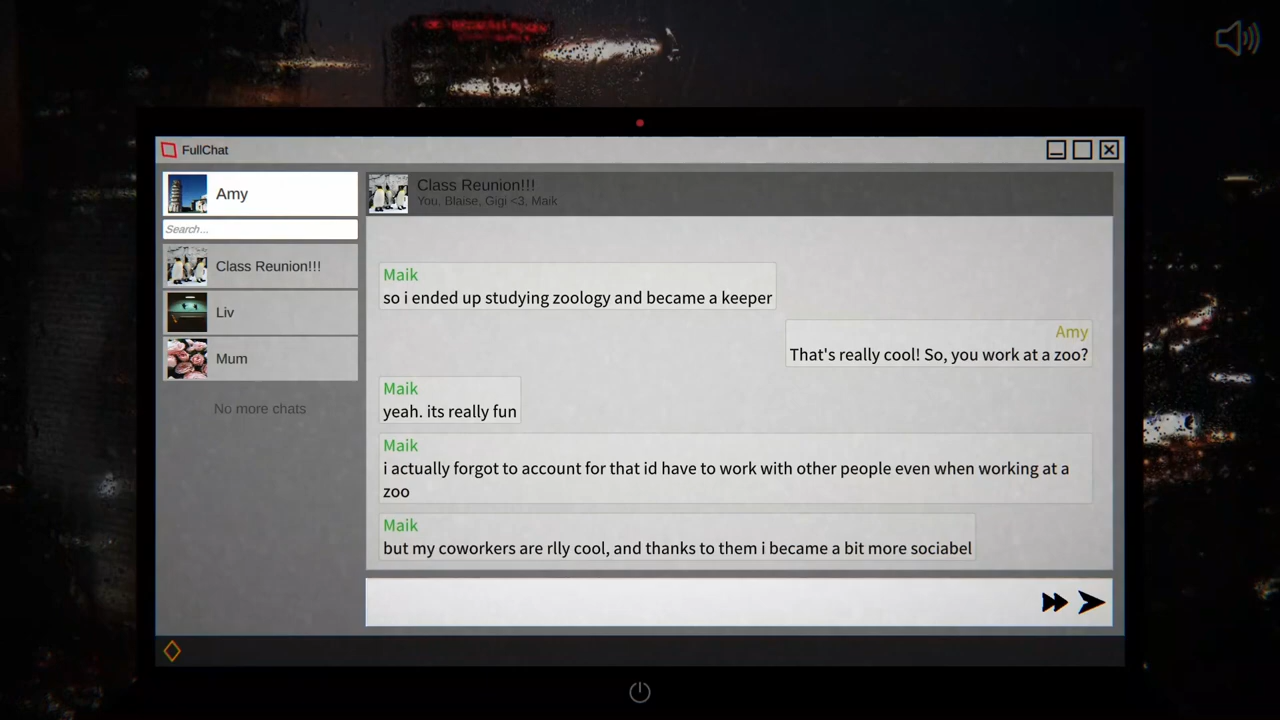 FullChat
Amy
Search...
Class Reunion!!!
Liv
Mum
No more chats
Class Reunion!!!
You, Blaise, Gigi <3, Maik
Maik
so i ended up studying zoology and became a keeper
Amy
That's really cool! So, you work at a zoo?
Maik
yeah. its really fun
Maik
i actually forgot to account for that id have to work with other people even when working at a
zoo
Maik
but my coworkers are rlly cool, and thanks to them i became a bit more sociabel